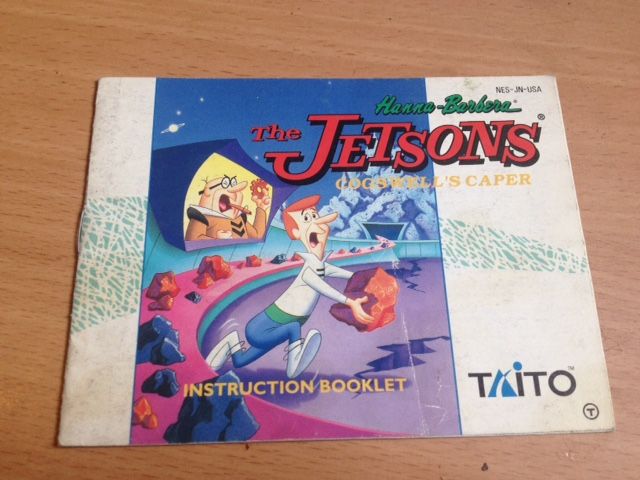 NES-JN-USA
Hanna-Barbera
The JETSONS®
COGSWELL'S CAPER
INSTRUCTION BOOKLET
TAITO™
T